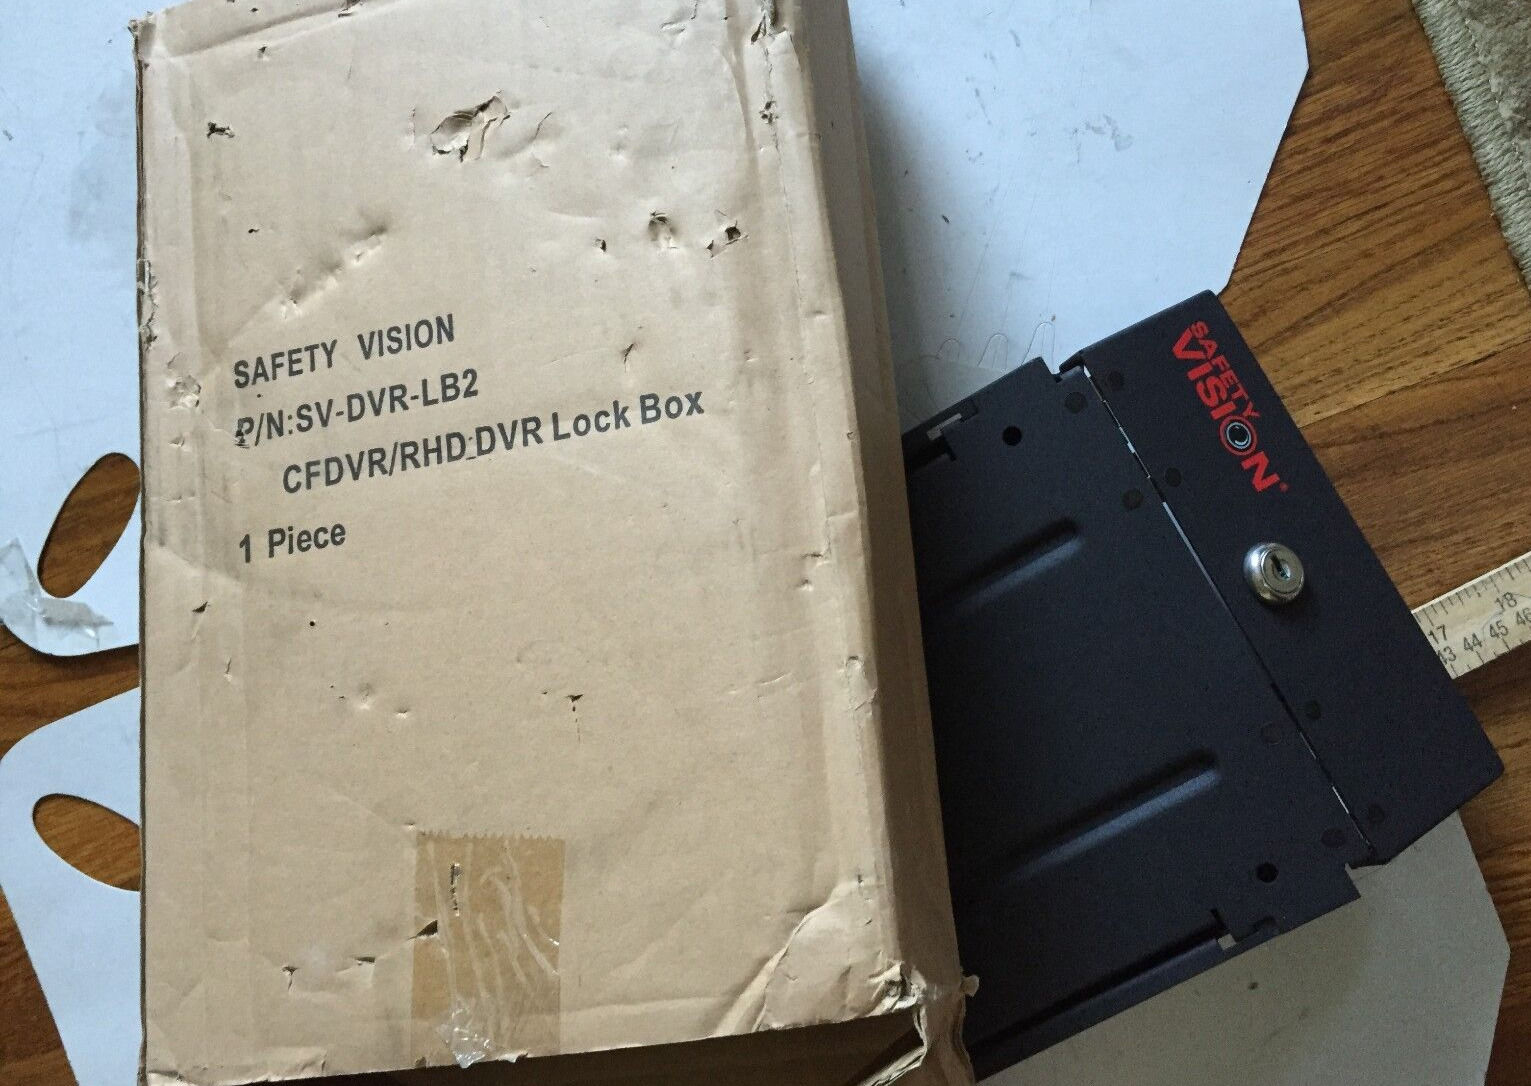 SAFETY VISION
P/N:SV-DVR-LB2
CFDVR/RHD DVR Lock Box
1 Piece
SAFETY
VISION®
17 18
43 44 45 46